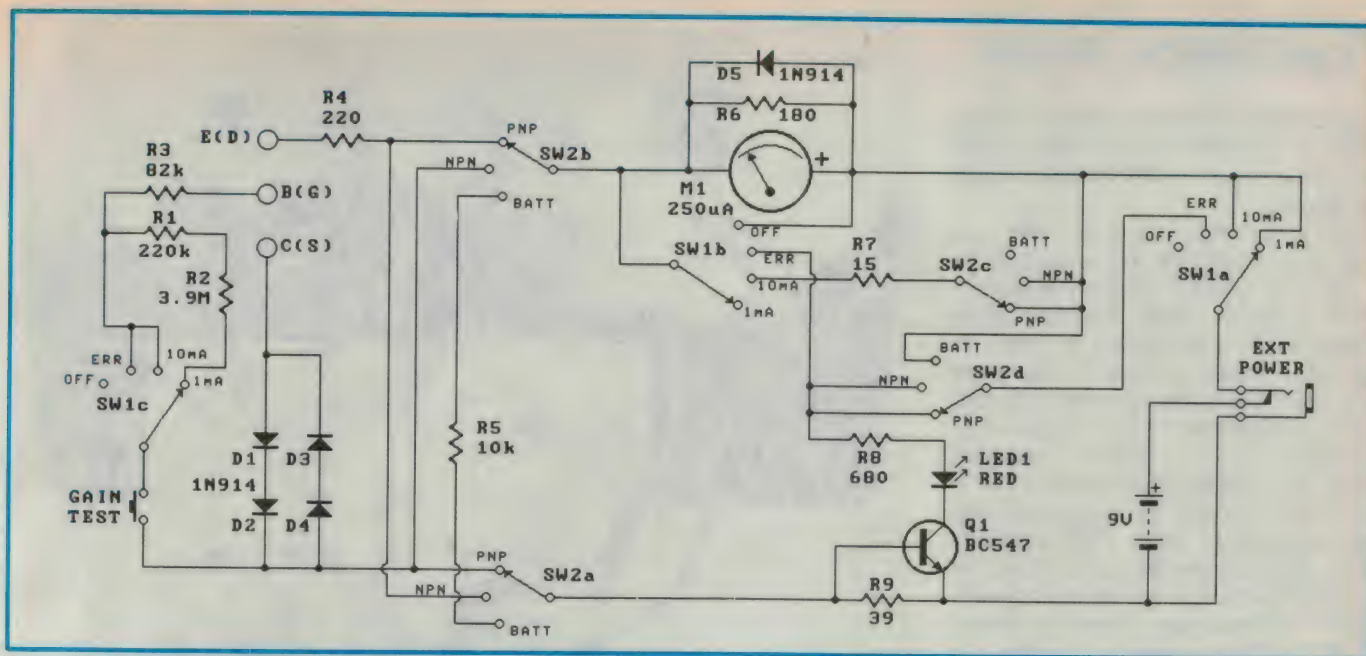 D5
1N914
R6
180
R4
220
E(D)
PNP
SW2b
NPN
BATT
+
M1
250uA
OFF
R3
82k
B(G)
R1
220k
C(S)
R2
3.9M
SW1b
ERR
10mA
1mA
R7
15
SW2c
BATT
NPN
PNP
ERR
10mA
OFF
1mA
SW1a
BATT
NPN
SW2d
PNP
EXT
POWER
ERR
10mA
OFF
1mA
SW1c
R5
10k
R8
680
LED1
RED
D1
D3
1N914
D2
D4
GAIN
TEST
+
9V
Q1
BC547
PNP
SW2a
NPN
BATT
R9
39